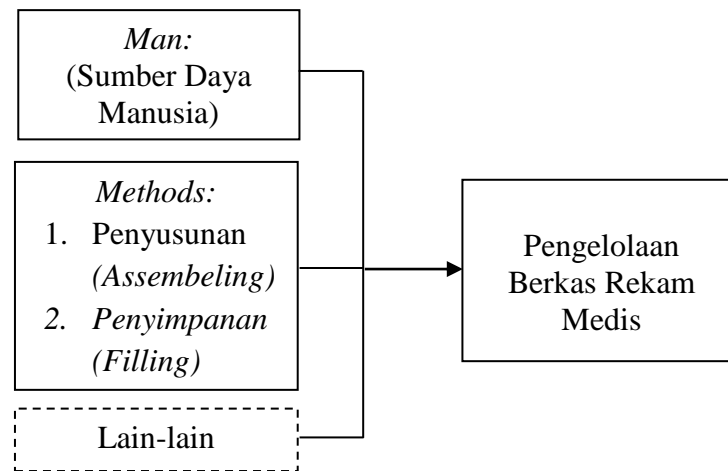 Man:
(Sumber Daya
Manusia)
Methods:
1. Penyusunan
(Assembeling)
2. Penyimpanan
(Filling)
Lain-lain
Pengelolaan
Berkas Rekam
Medis